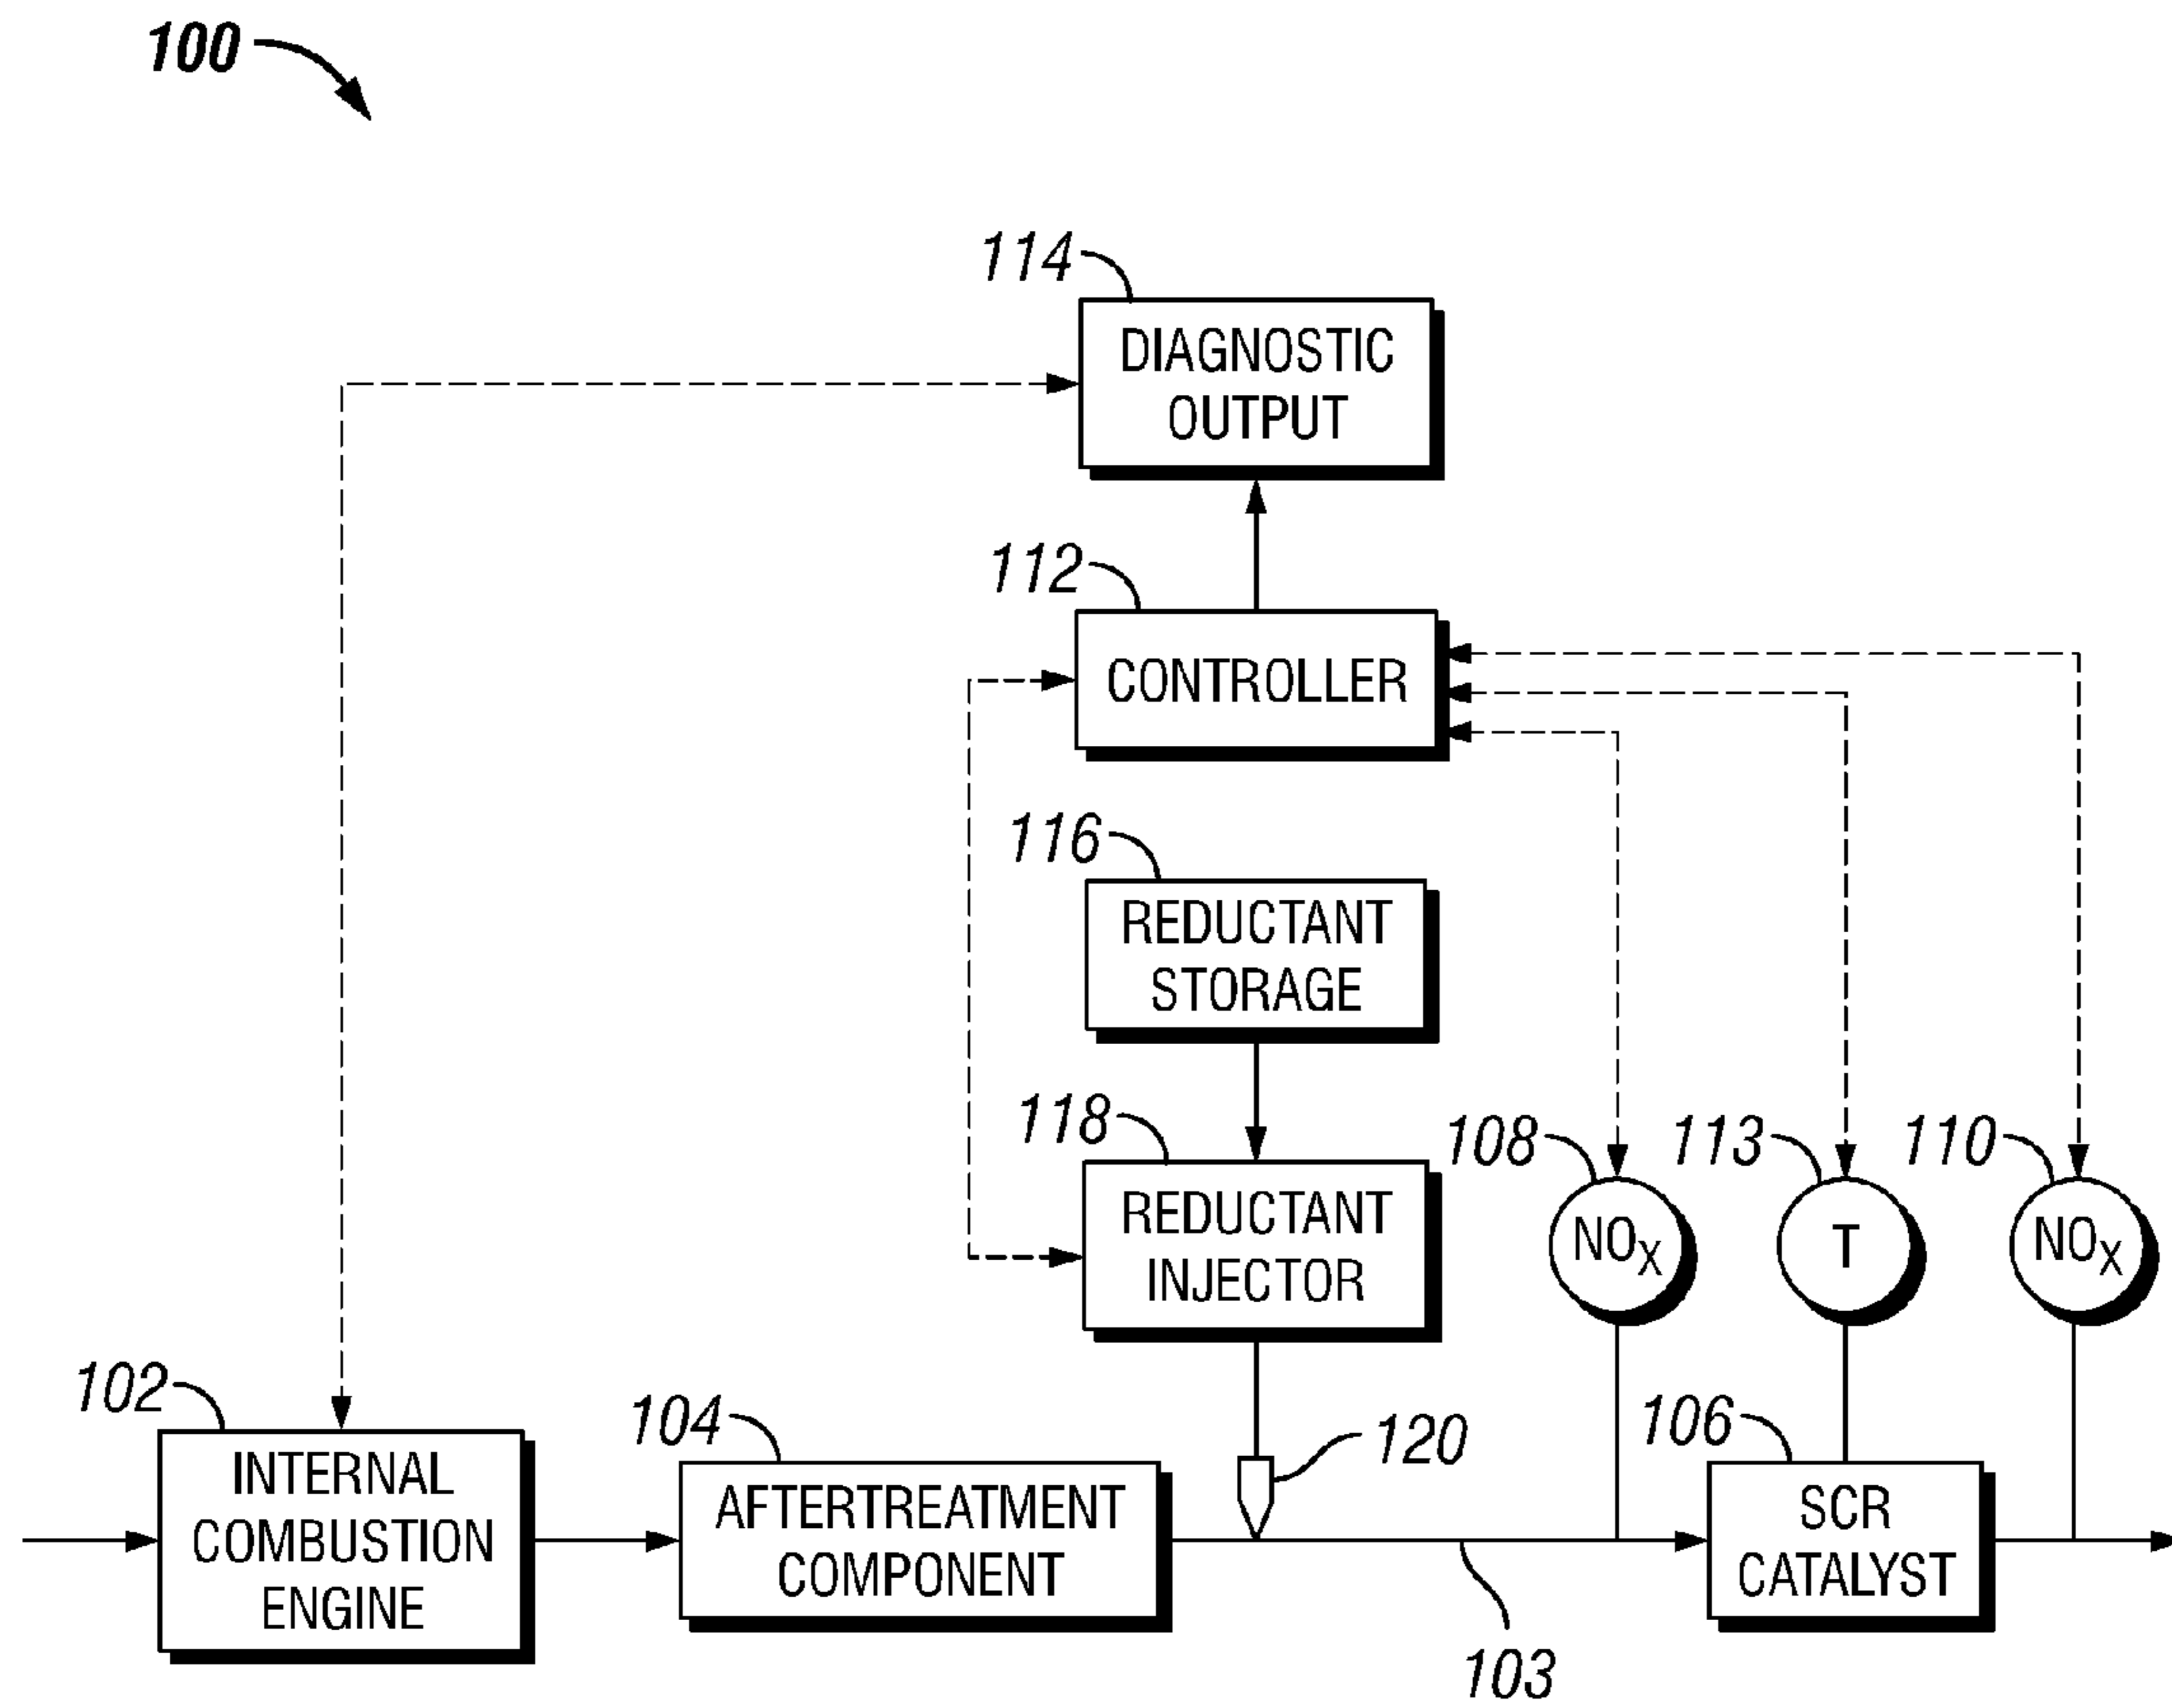 100
114
DIAGNOSTIC
OUTPUT
112
CONTROLLER
116
REDUCTANT
STORAGE
118
REDUCTANT
INJECTOR
108
NOX
113
T
110
NOX
102
INTERNAL
COMBUSTION
ENGINE
104
AFTERTREATMENT
COMPONENT
120
106
SCR
CATALYST
103